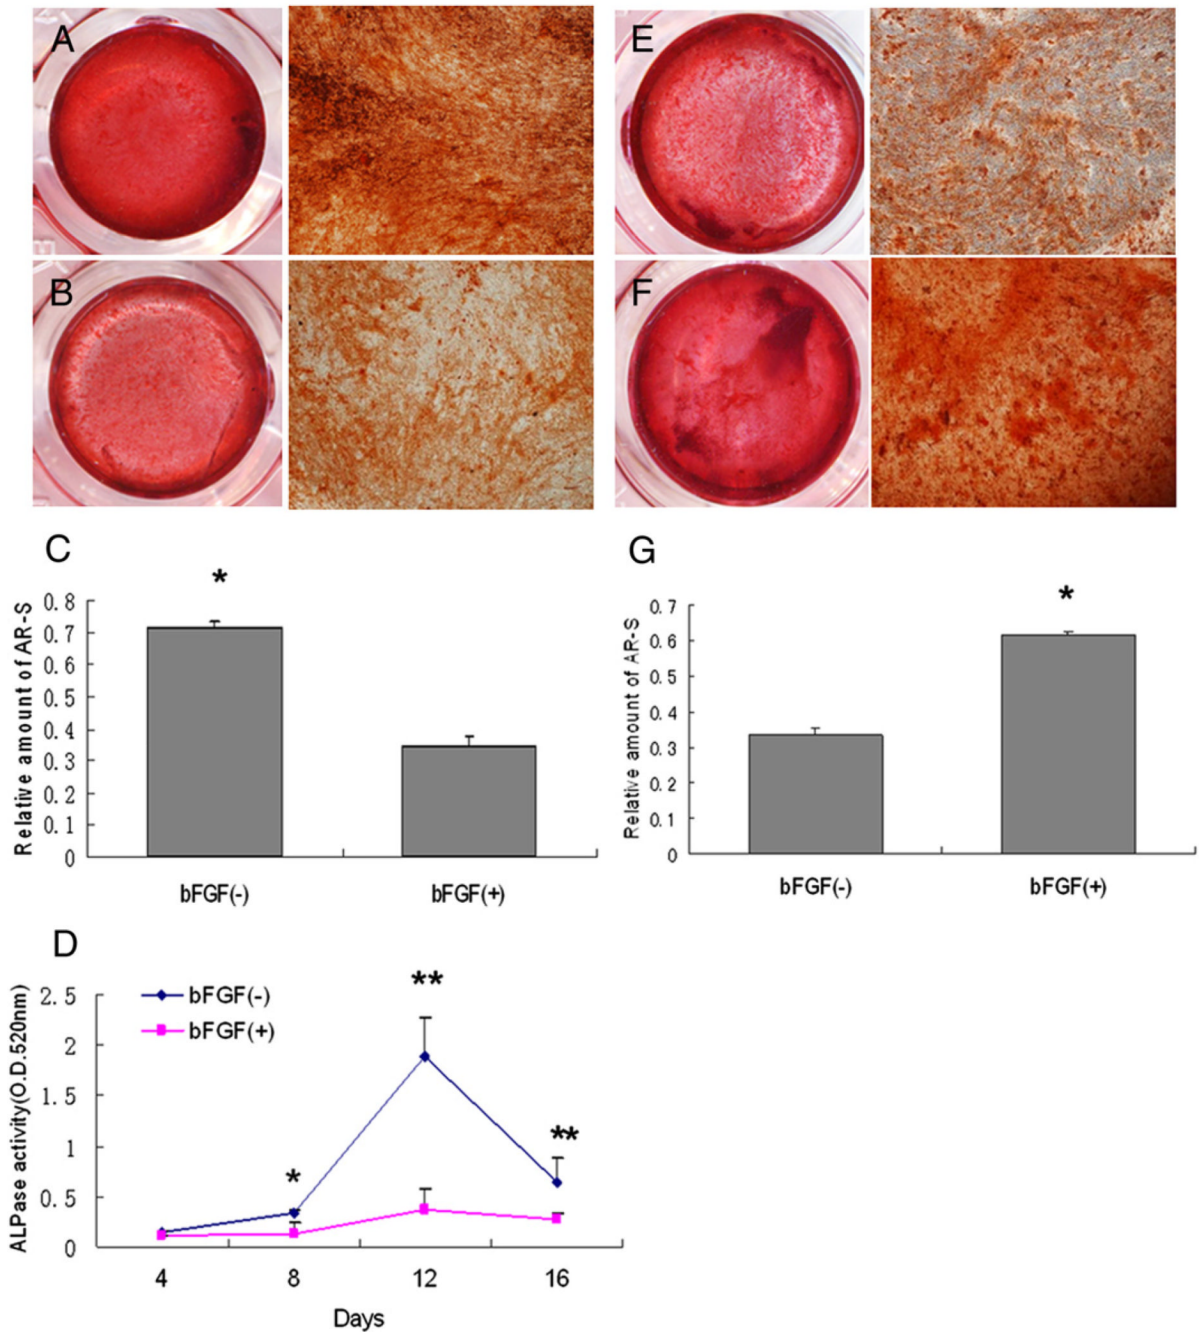 A
E
B
F
C
G
*
*
Relative amount of AR-S
0.8
0.7
0.6
0.5
0.4
0.3
0.2
0.1
0
bFGF(-)
bFGF(+)
Relative amount of AR-S
0.7
0.6
0.5
0.4
0.3
0.2
0.1
0
bFGF(-)
bFGF(+)
D
ALPase activity(O.D.520nm)
2.5
2
1.5
1
0.5
0
bFGF(-)
bFGF(+)
*
**
**
4
8
12
16
Days